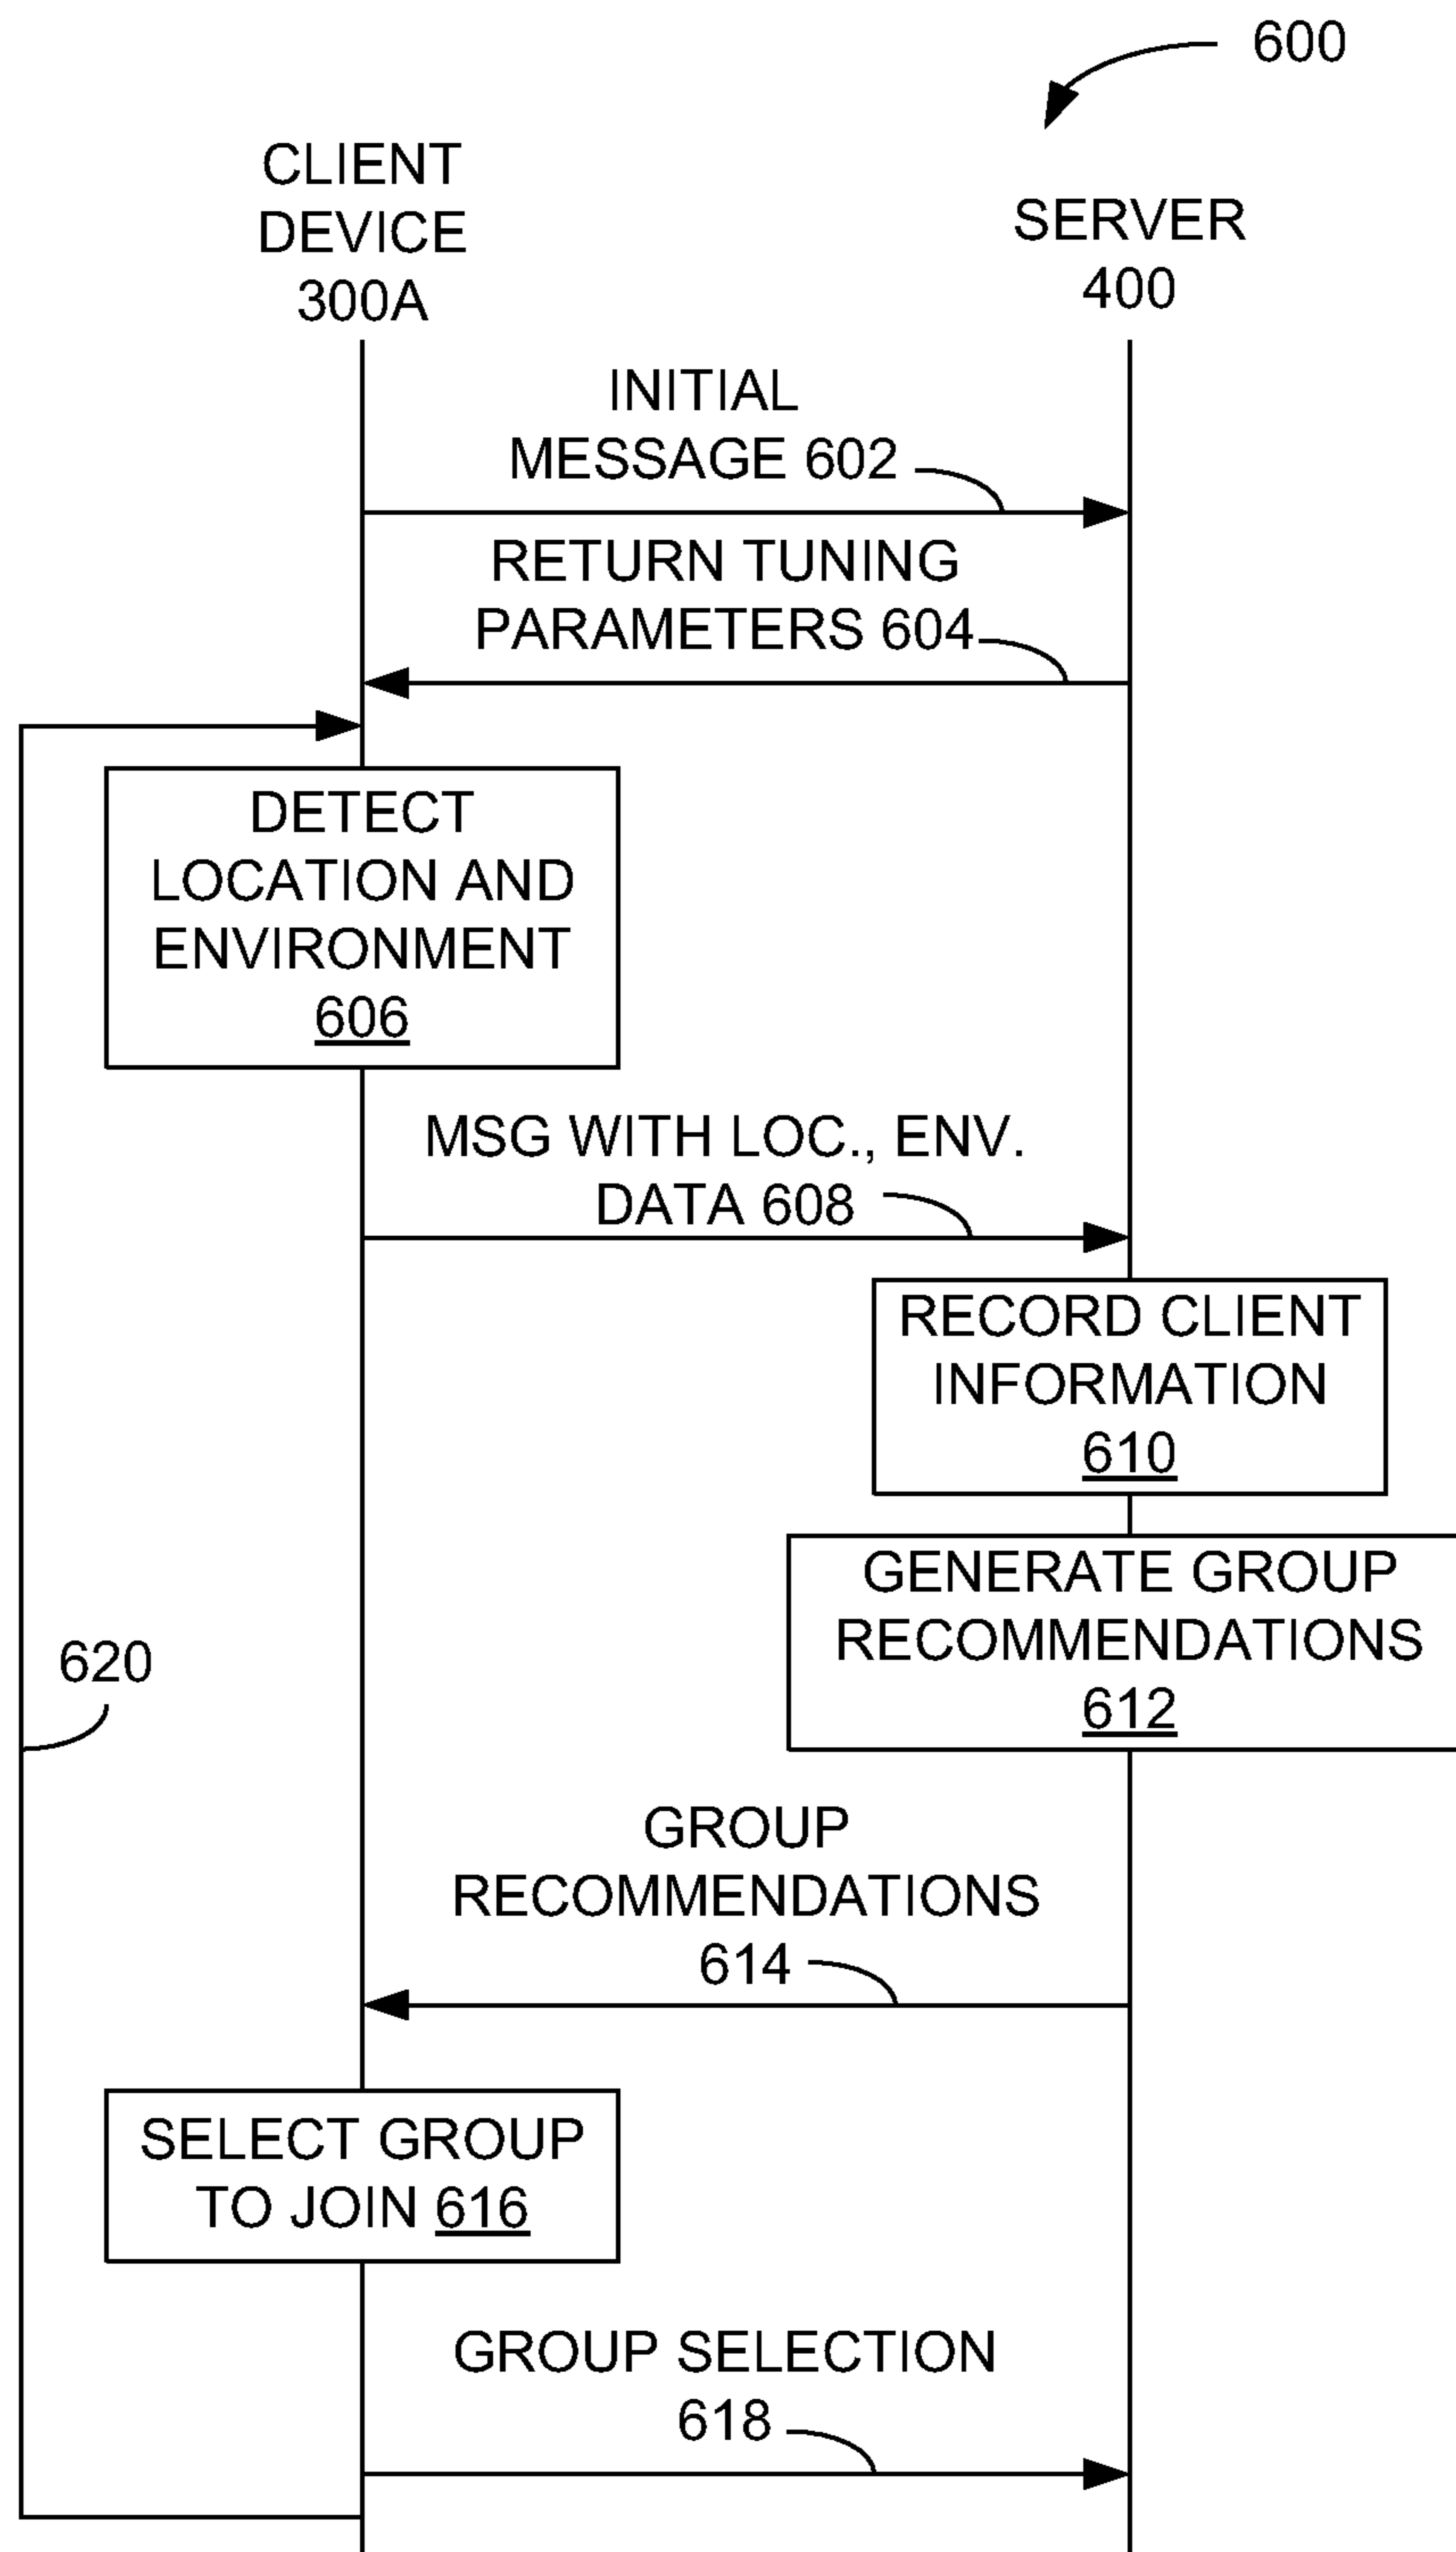 600
CLIENT
DEVICE
300A
SERVER
400
INITIAL
MESSAGE 602
RETURN TUNING
PARAMETERS 604
DETECT
LOCATION AND
ENVIRONMENT
606
MSG WITH LOC., ENV.
DATA 608
RECORD CLIENT
INFORMATION
610
GENERATE GROUP
RECOMMENDATIONS
612
620
GROUP
RECOMMENDATIONS
614
SELECT GROUP
TO JOIN 616
GROUP SELECTION
618